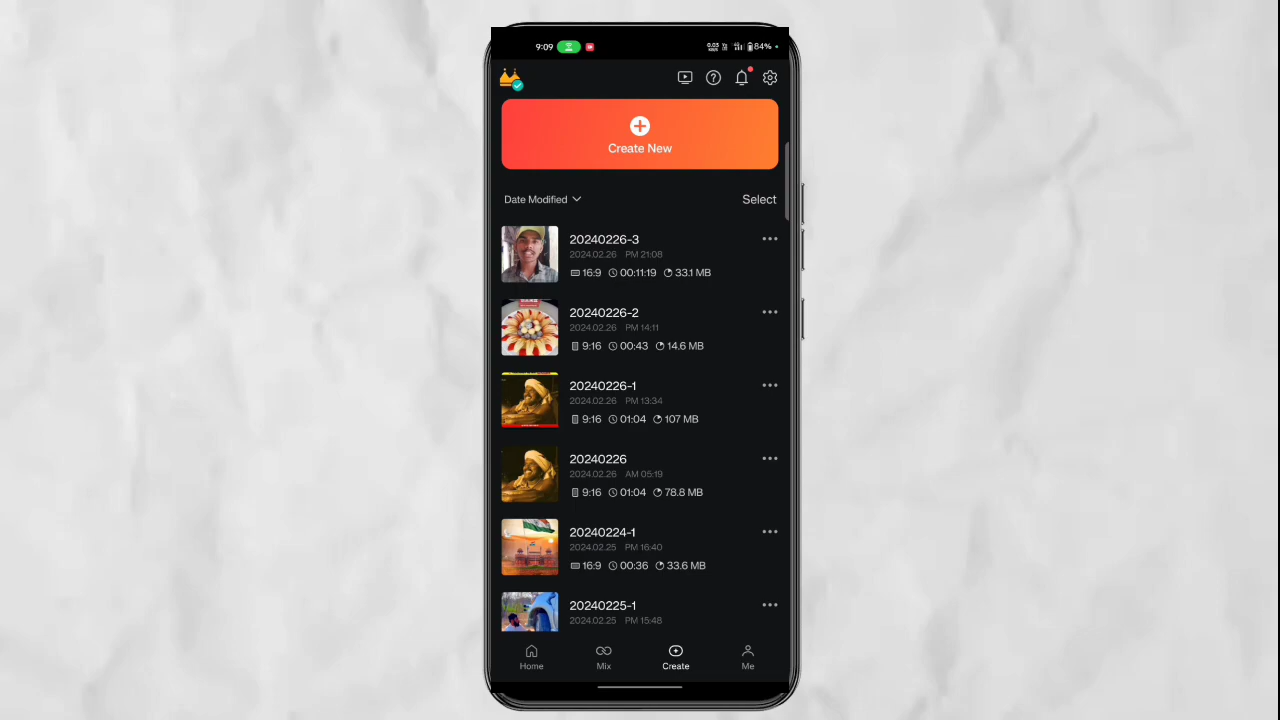 9:09
84%
Create New
Date Modified
Select
20240226-3
2024.02.26 PM 21:08
16:9 00:11:19 33.1 MB
20240226-2
2024.02.26 PM 14:11
9:16 00:43 14.6 MB
20240226-1
2024.02.26 PM 13:34
9:16 01:04 107 MB
20240226
2024.02.26 AM 05:19
9:16 01:04 78.8 MB
20240224-1
2024.02.25 PM 16:40
16:9 00:36 33.6 MB
20240225-1
2024.02.25 PM 15:48
Home
Mix
Create
Me